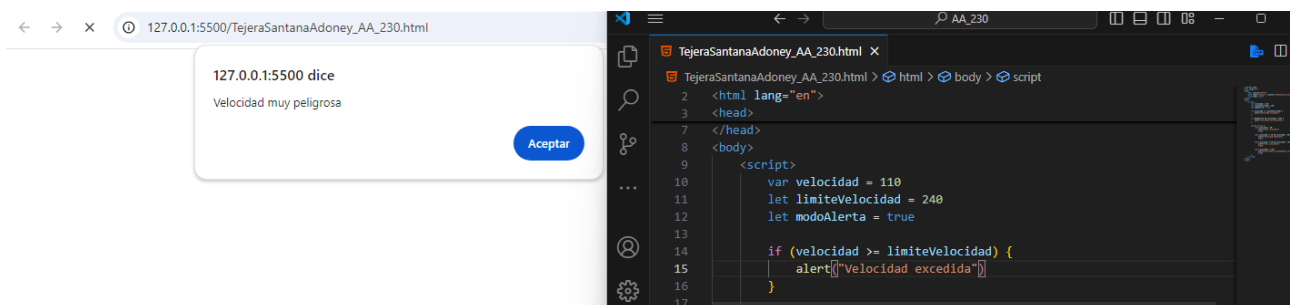 127.0.0.1:5500/TejeraSantanaAdoney_AA_230.html
127.0.0.1:5500 dice
Velocidad muy peligrosa
Aceptar
AA_230
TejeraSantanaAdoney_AA_230.html
TejeraSantanaAdoney_AA_230.html > html > body > script
2 <html lang="en">
3 <head>
7 </head>
8 <body>
9 <script>
10 var velocidad = 110
11 let limiteVelocidad = 240
12 let modoAlerta = true
13
14 if (velocidad >= limiteVelocidad) {
15 alert("Velocidad excedida")
16 }
17